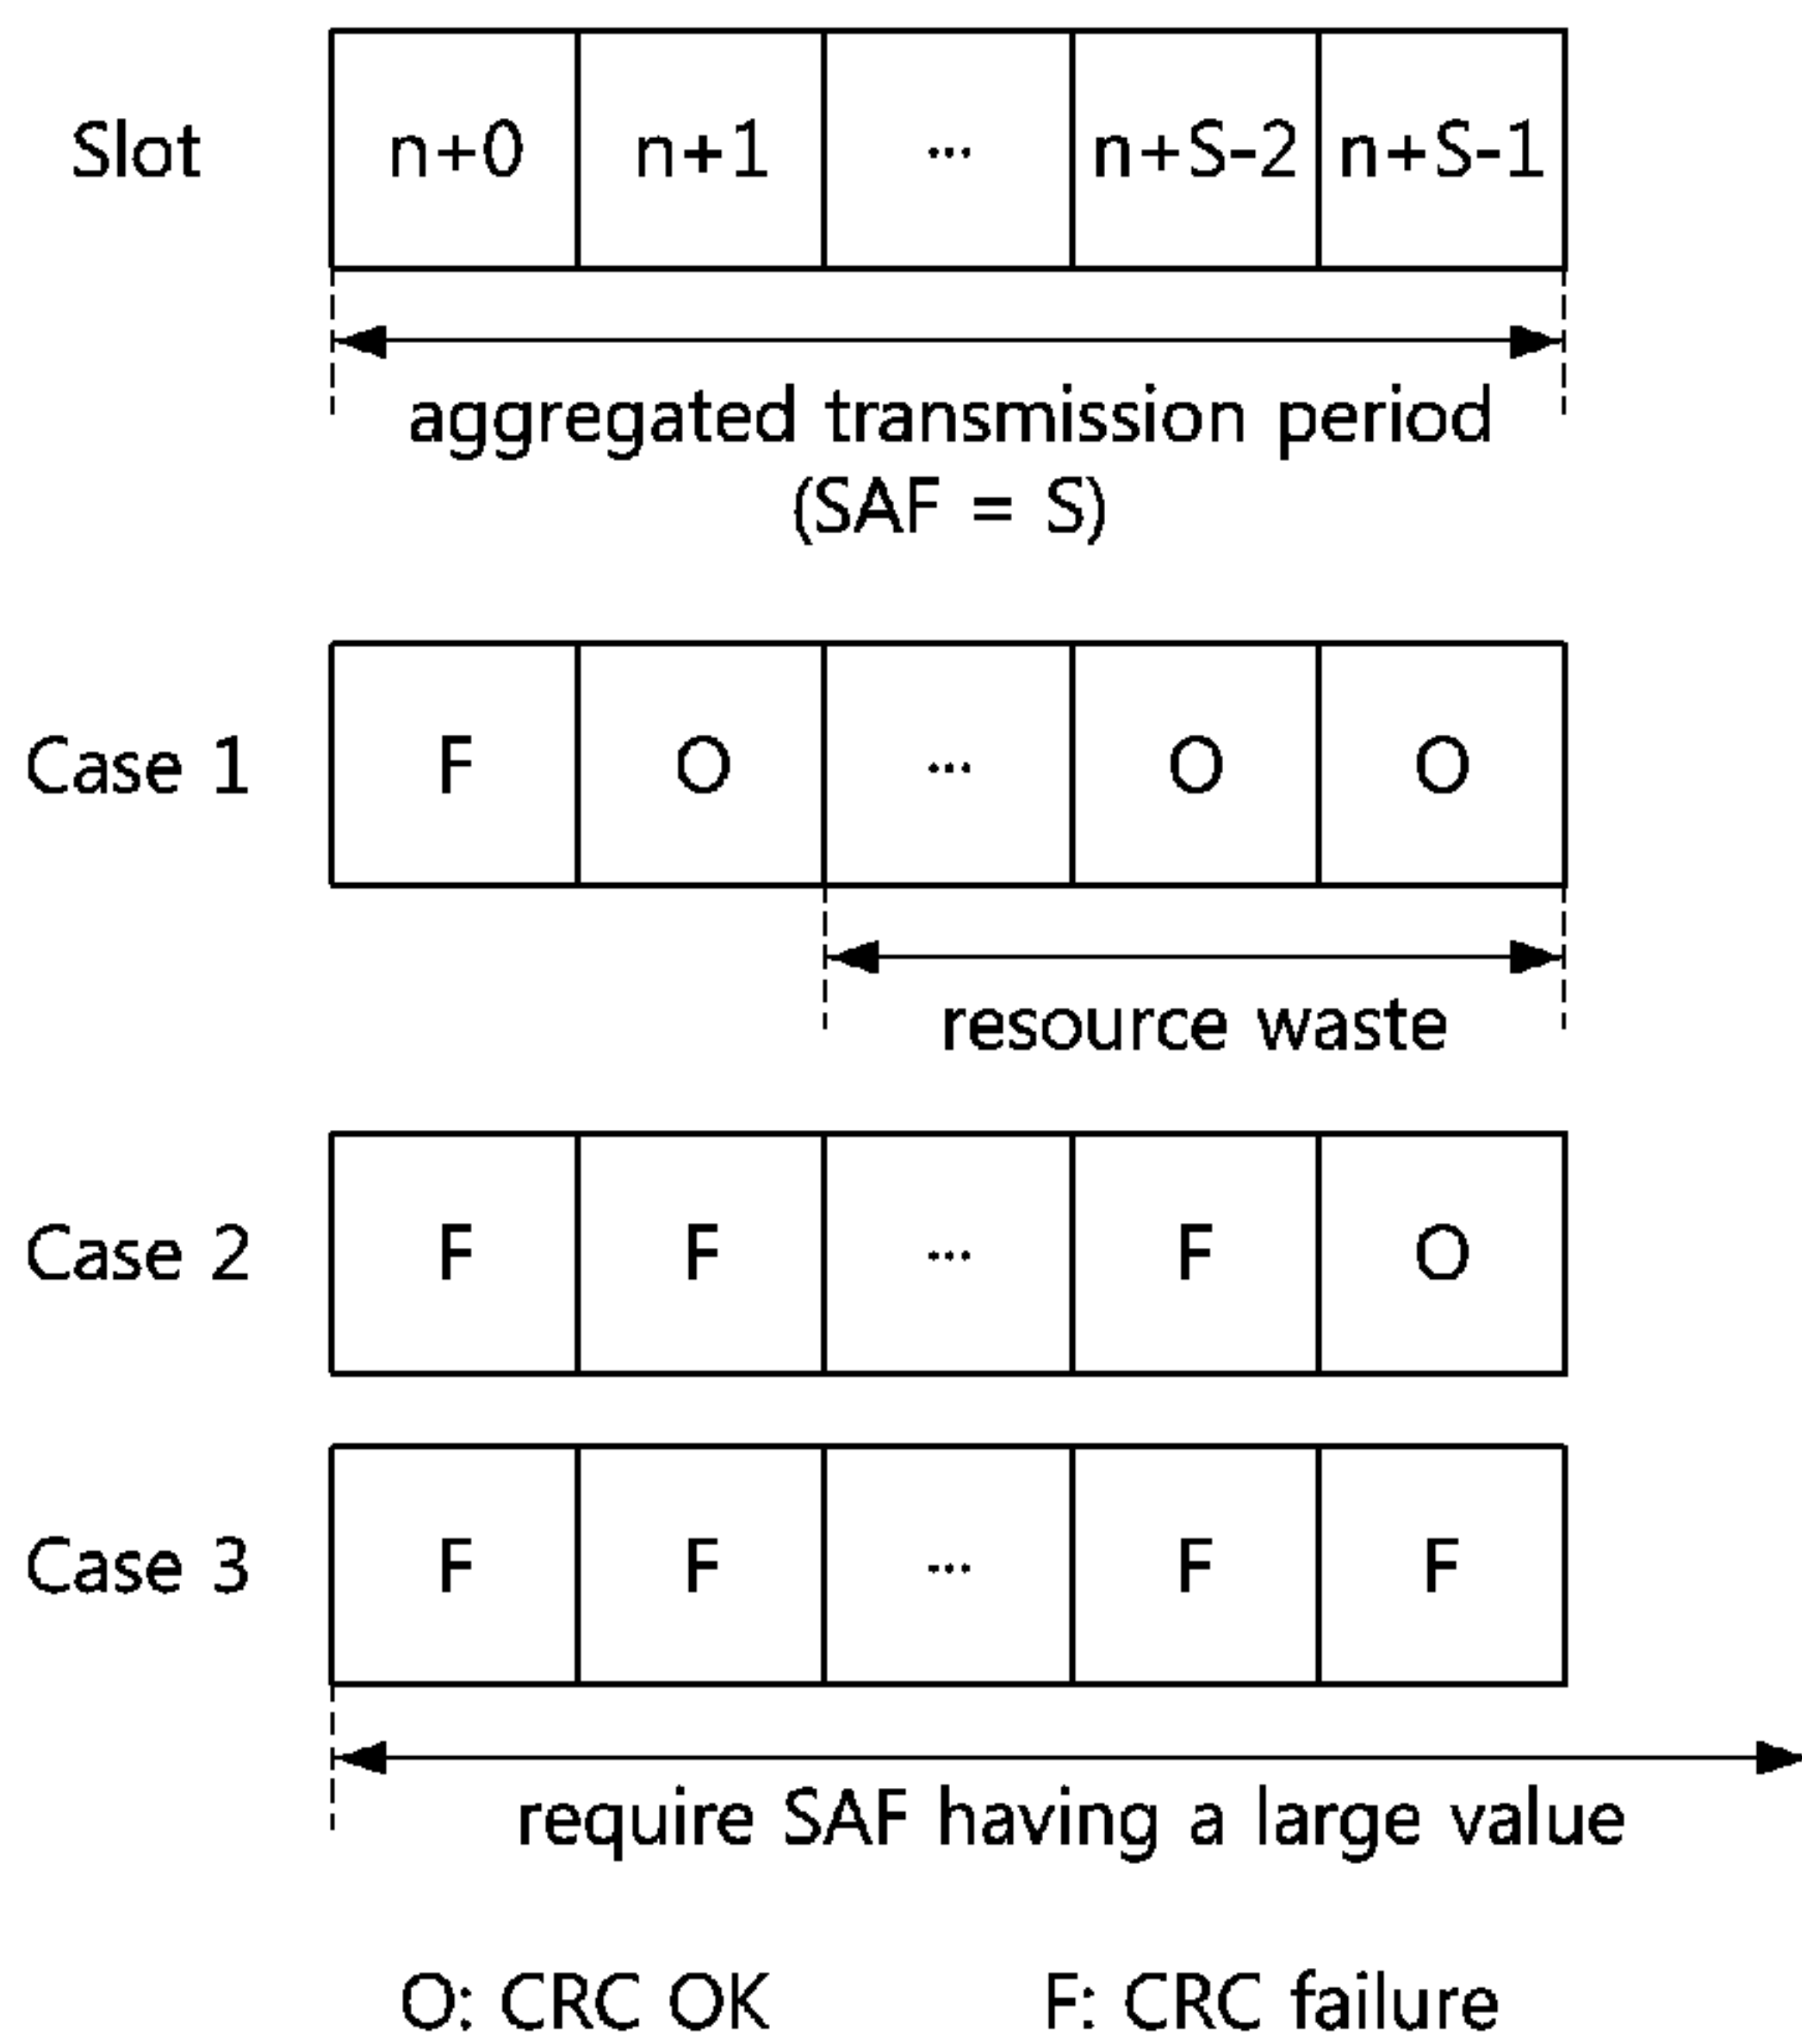 Slot n+0 n+1 ... n+S-2 n+S-1
aggregated transmission period
(SAF = S)
Case 1 F O ... O O
resource waste
Case 2 F F ... F O
Case 3 F F ... F F
require SAF having a large value
O: CRC OK F: CRC failure